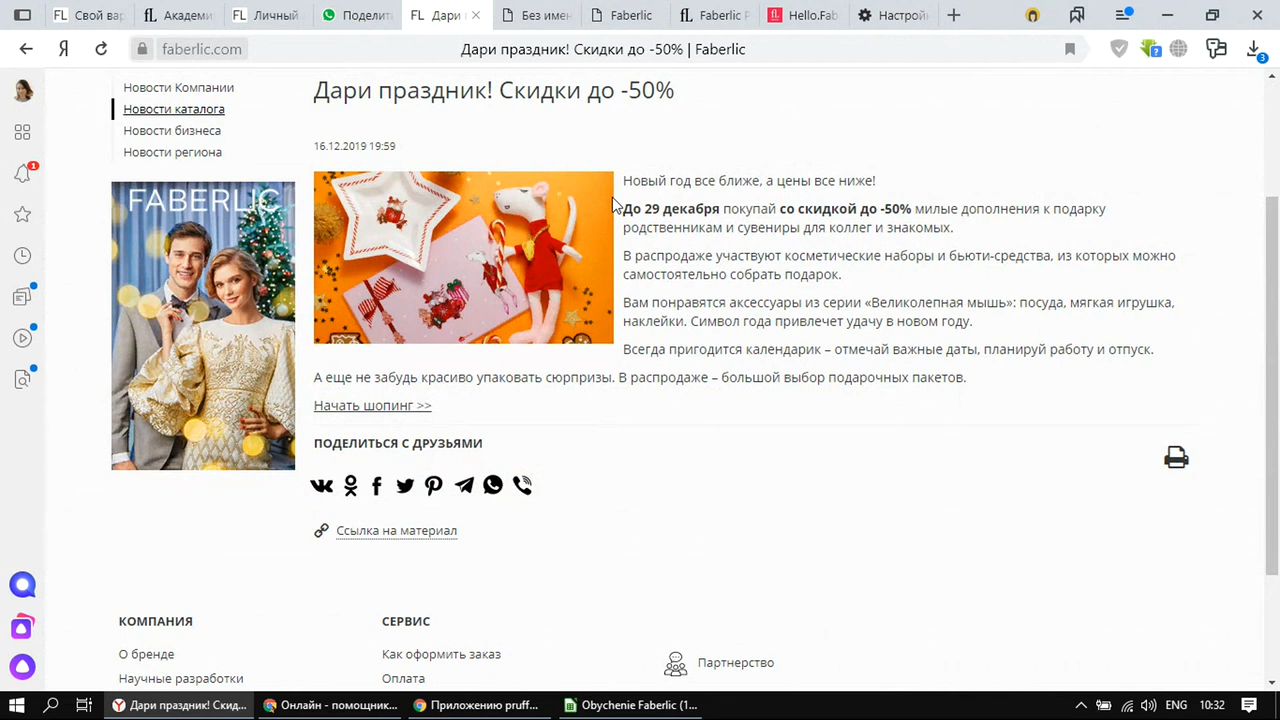 FL Свой вар
Академи
FL Личный
Поделит
FL Дари п
Без имен
Faberlic
Faberlic P
Hello.Fab
Настрой
faberlic.com
Дари праздник! Скидки до -50% | Faberlic
3
1
Новости Компании
Новости каталога
Новости бизнеса
Новости региона
FABERLIC
Дари праздник! Скидки до -50%
16.12.2019 19:59
Новый год все ближе, а цены все ниже!
До 29 декабря покупай со скидкой до -50% милые дополнения к подарку
родственникам и сувениры для коллег и знакомых.
В распродаже участвуют косметические наборы и бьюти-средства, из которых можно
самостоятельно собрать подарок.
Вам понравятся аксессуары из серии «Великолепная мышь»: посуда, мягкая игрушка,
наклейки. Символ года привлечет удачу в новом году.
Всегда пригодится календарик – отмечай важные даты, планируй работу и отпуск.
А еще не забудь красиво упаковать сюрпризы. В распродаже – большой выбор подарочных пакетов.
Начать шопинг >>
ПОДЕЛИТЬСЯ С ДРУЗЬЯМИ
Ссылка на материал
КОМПАНИЯ
О бренде
Научные разработки
СЕРВИС
Как оформить заказ
Оплата
Партнерство
Дари праздник! Скид...
Онлайн - помощник...
Приложению pruff...
Obychenie Faberlic (1...
ENG
10:32